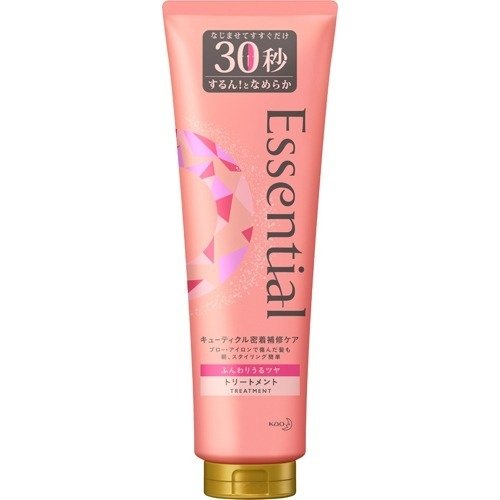 なじませてすすぐだけ
30秒
するん!となめらか
Essential
キューティクル密着補修ケア
ブロー・アイロンで傷んだ髪も
朝、スタイリング簡単
ふんわりうるツヤ
トリートメント
TREATMENT
KAO